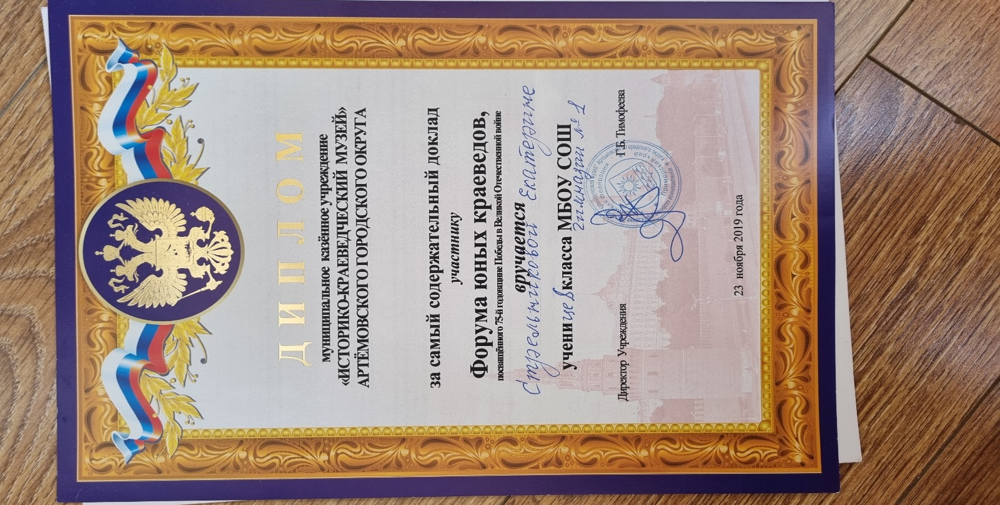 ДИПЛОМ
муниципальное казённое учреждение
«ИСТОРИКО-КРАЕВЕДЧЕСКИЙ МУЗЕЙ»
АРТЁМОВСКОГО ГОРОДСКОГО ОКРУГА
за самый содержательный доклад
участнику
Форума юных краеведов,
посвящённого 75-й годовщине Победы в Великой Отечественной войне
вручается
Стрельниковой Екатерине
ученице 8 класса МБОУ СОШ
Гимназии № 1
Директор Учреждения Г.Б. Тимофеева
23 ноября 2019 года